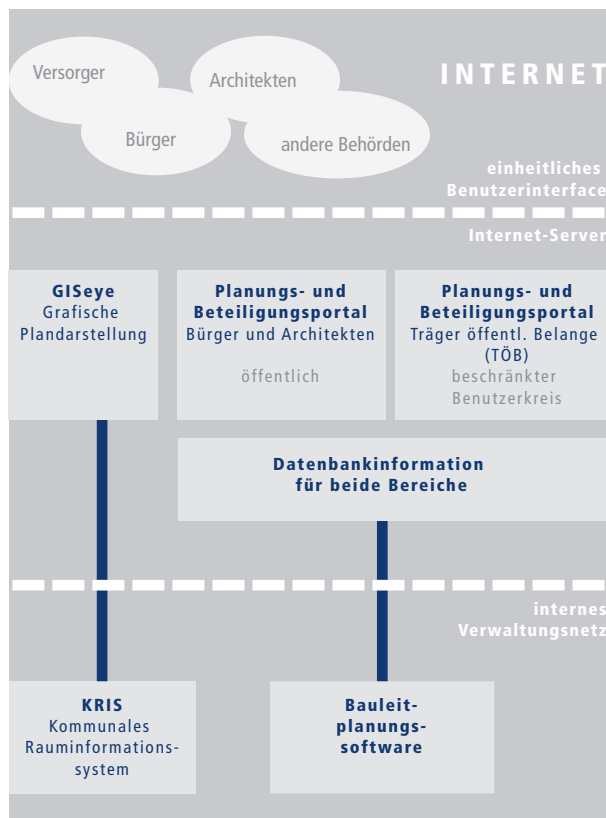 Versorger
Architekten
INTERNET
Bürger
andere Behörden
einheitliches
Benutzerinterface
Internet-Server
GISeye
Grafische
Plandarstellung
Planungs- und
Beteiligungsportal
Bürger und Architekten
öffentlich
Planungs- und
Beteiligungsportal
Träger öffentl. Belange
(TÖB)
beschränkter
Benutzerkreis
Datenbankinformation
für beide Bereiche
internes
Verwaltungsnetz
KRIS
Kommunales
Rauminformations-
system
Bauleit-
planungs-
software